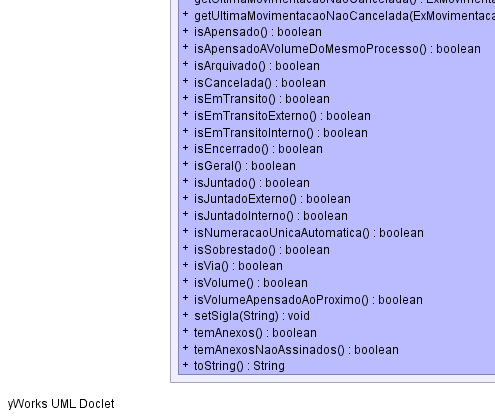 + getUltimaMovimentacaoNaoCancelada(ExMovimentaca
+ isApensado() : boolean
+ isApensadoAVolumeDoMesmoProcesso() : boolean
+ isArquivado() : boolean
+ isCancelada() : boolean
+ isEmTransito() : boolean
+ isEmTransitoExterno() : boolean
+ isEmTransitoInterno() : boolean
+ isEncerrado() : boolean
+ isGeral() : boolean
+ isJuntado() : boolean
+ isJuntadoExterno() : boolean
+ isJuntadoInterno() : boolean
+ isNumeracaoUnicaAutomatica() : boolean
+ isSobrestado() : boolean
+ isVia() : boolean
+ isVolume() : boolean
+ isVolumeApensadoAoProximo() : boolean
+ setSigla(String) : void
+ temAnexos() : boolean
+ temAnexosNaoAssinados() : boolean
+ toString() : String
yWorks UML Doclet